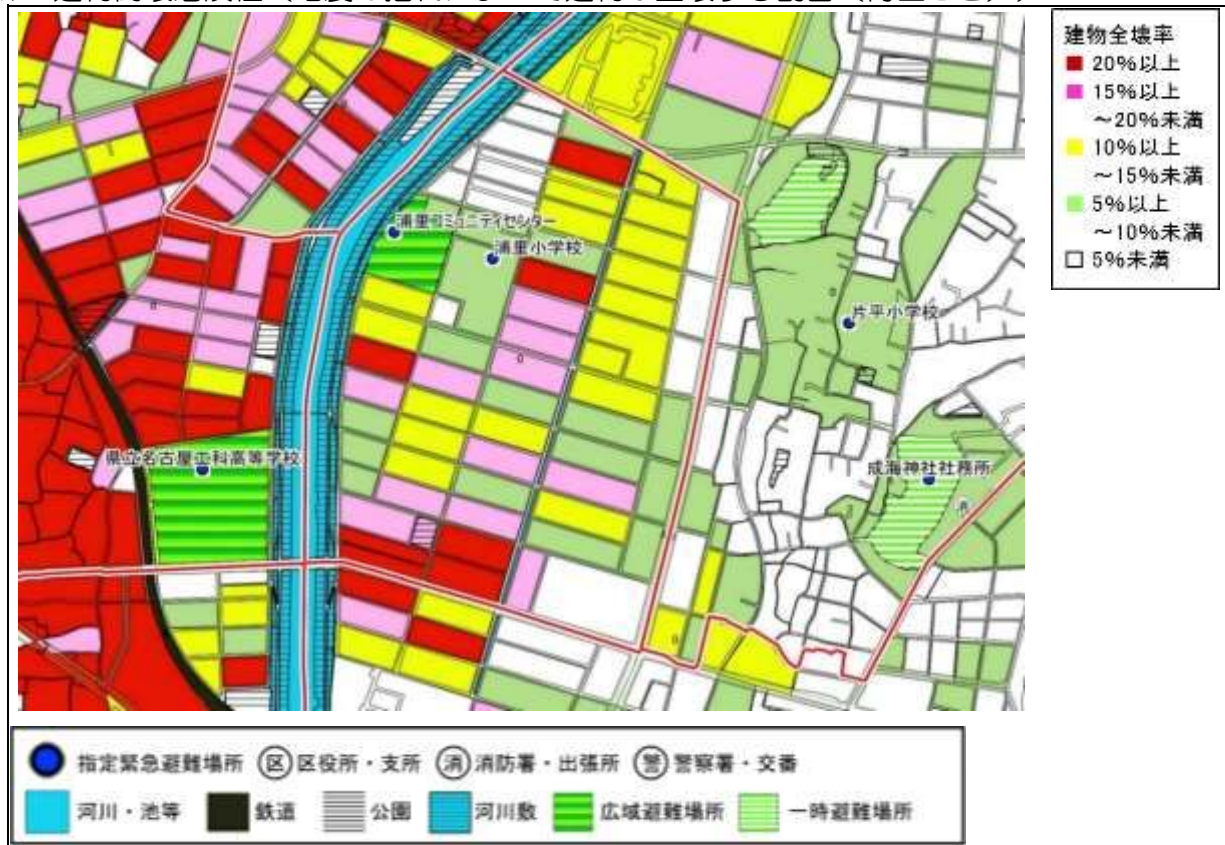 建物全壊率
20%以上
15%以上
～20%未満
10%以上
～15%未満
5%以上
～10%未満
5%未満
浦里コミュニティセンター
浦里小学校
片平小学校
県立名古屋工科高等学校
成海神社社務所
指定緊急避難場所 区 区役所・支所 消 消防署・出張所 警 警察署・交番
河川・池等 鉄道 公園 河川敷 広域避難場所 一時避難場所